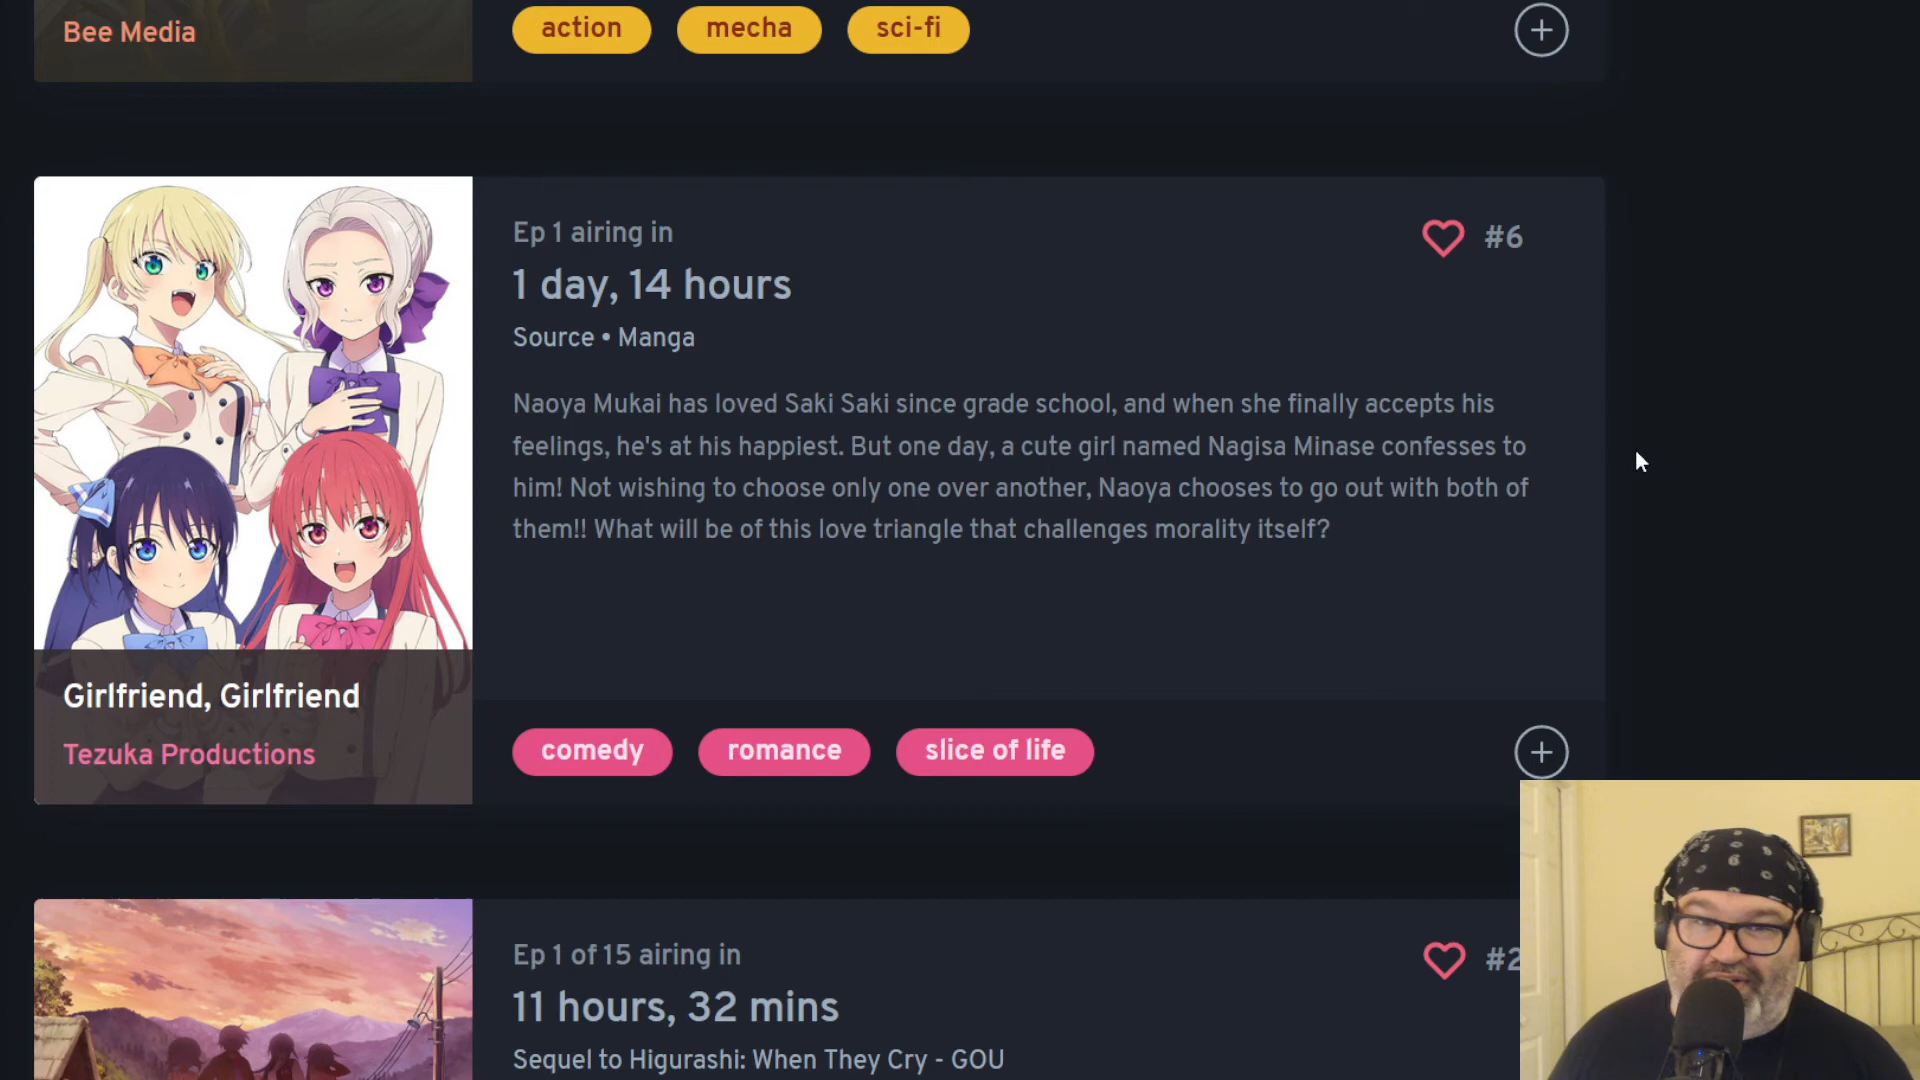 Bee Media
action
mecha
sci-fi
Ep 1 airing in
#6
1 day, 14 hours
Source • Manga
Naoya Mukai has loved Saki Saki since grade school, and when she finally accepts his
feelings, he's at his happiest. But one day, a cute girl named Nagisa Minase confesses to
him! Not wishing to choose only one over another, Naoya chooses to go out with both of
them!! What will be of this love triangle that challenges morality itself?
Girlfriend, Girlfriend
Tezuka Productions
comedy
romance
slice of life
Ep 1 of 15 airing in
#2
11 hours, 32 mins
Sequel to Higurashi: When They Cry - GOU